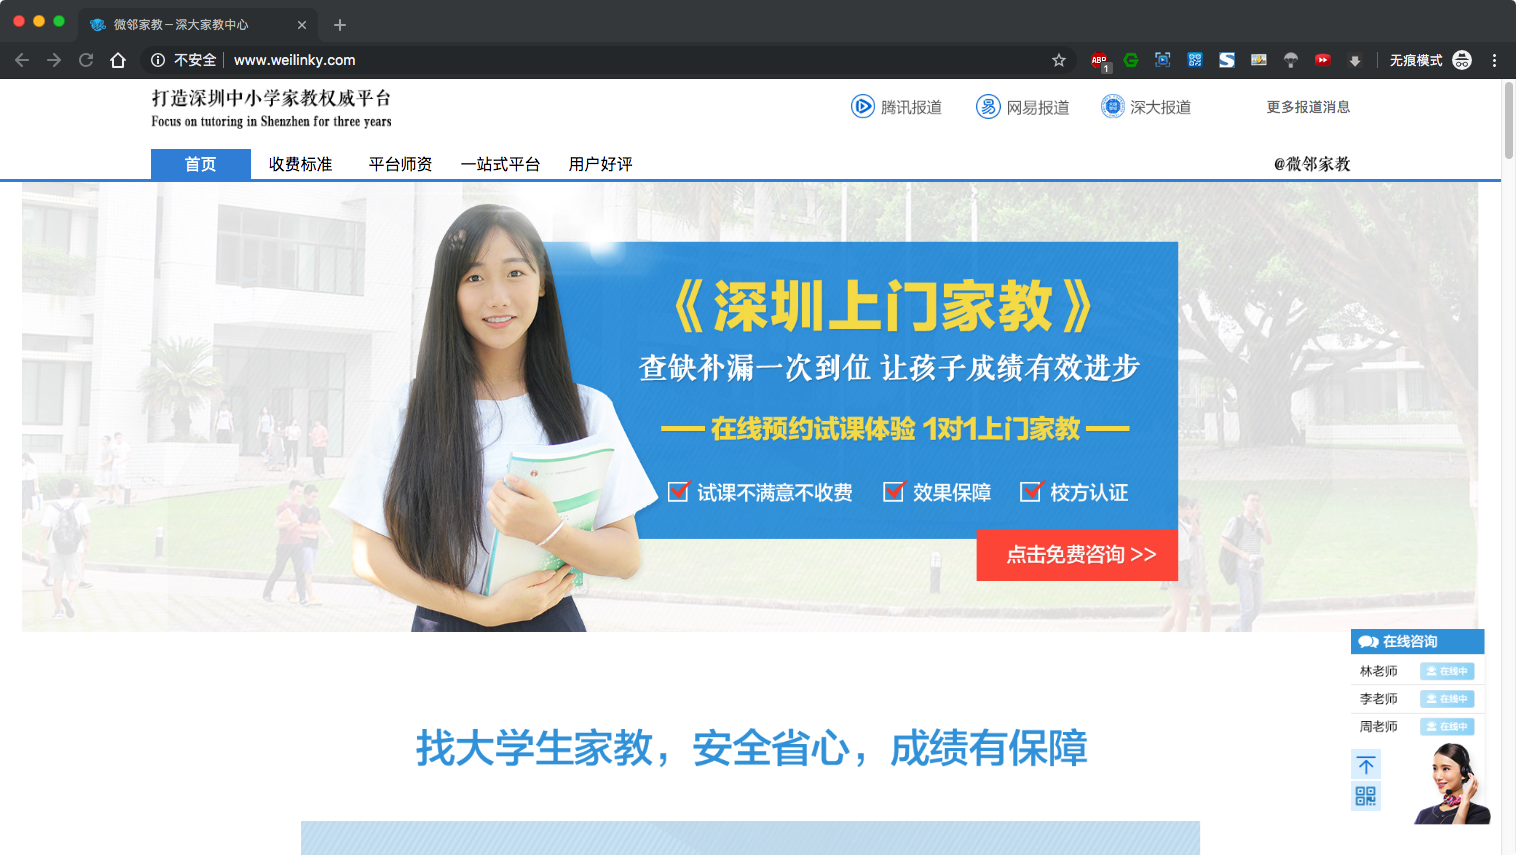 微邻家教－深大家教中心
不安全 www.weilinky.com
ABP
1
无痕模式
打造深圳中小学家教权威平台
Focus on tutoring in Shenzhen for three years
腾讯报道
网易报道
深大报道
更多报道消息
首页
收费标准
平台师资
一站式平台
用户好评
@微邻家教
《深圳上门家教》
查缺补漏一次到位 让孩子成绩有效进步
在线预约试课体验 1对1上门家教
试课不满意不收费
效果保障
校方认证
点击免费咨询 >>
在线咨询
林老师 在线中
李老师 在线中
周老师 在线中
找大学生家教，安全省心，成绩有保障